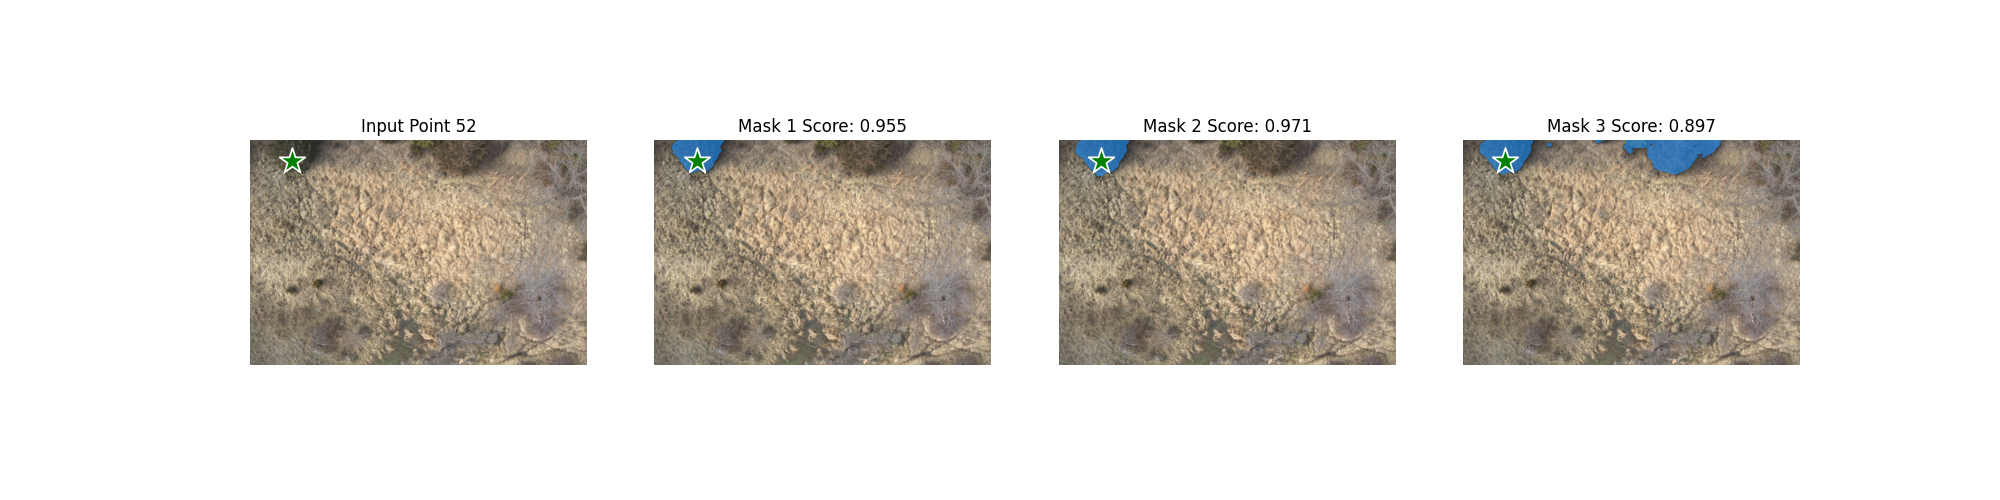 Input Point 52
Mask 1 Score: 0.955
Mask 2 Score: 0.971
Mask 3 Score: 0.897